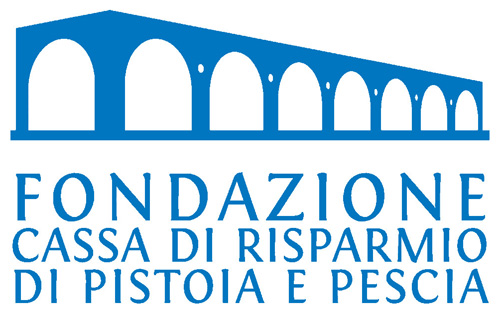 FONDAZIONE
CASSA DI RISPARMIO
DI PISTOIA E PESCIA